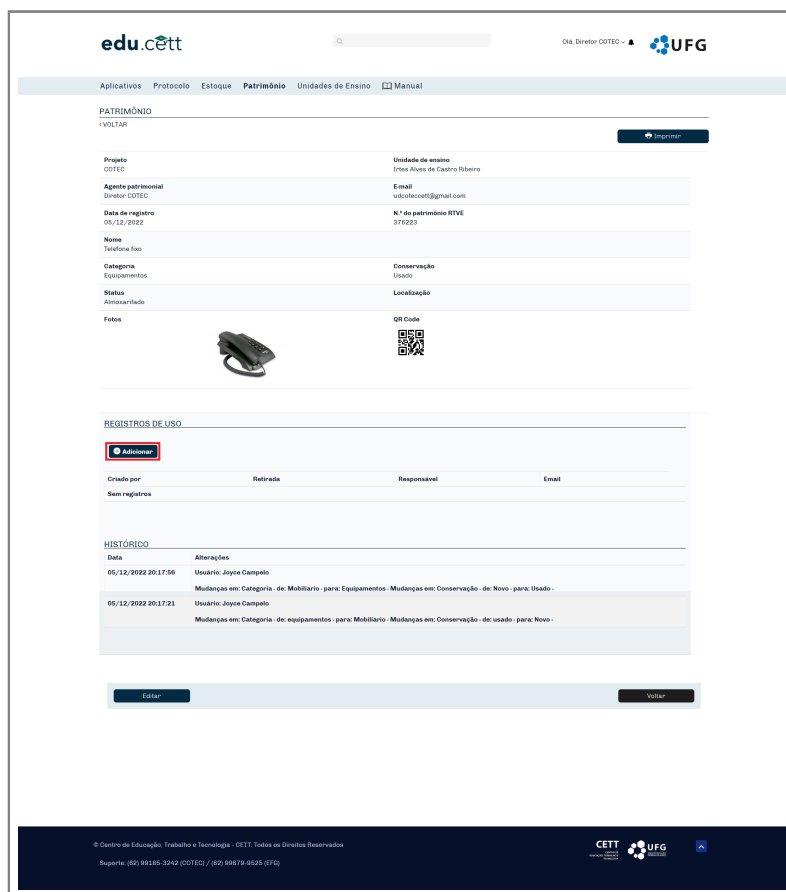 edu.cett
Olá, Diretor COTEC
UFG
Aplicativos Protocolo Estoque Patrimônio Unidades de Ensino Manual
PATRIMÔNIO
‹ VOLTAR
Imprimir
Projeto Unidade de ensino
COTEC Irtes Alves de Castro Ribeiro
Agente patrimonial E-mail
Diretor COTEC udcoteccett@gmail.com
Data de registro N.º do patrimônio RTVE
05/12/2022 376223
Nome
Telefone fixo
Categoria Conservação
Equipamentos Usado
Status Localização
Almoxarifado
Fotos QR Code
REGISTROS DE USO
Adicionar
Criado por Retirada Responsável Email
Sem registros
HISTÓRICO
Data Alterações
05/12/2022 20:17:56 Usuário: Joyce Campelo
Mudanças em: Categoria - de: Mobiliario - para: Equipamentos - Mudanças em: Conservação - de: Novo - para: Usado -
05/12/2022 20:17:21 Usuário: Joyce Campelo
Mudanças em: Categoria - de: equipamentos - para: Mobiliario - Mudanças em: Conservação - de: usado - para: Novo -
Editar Voltar
© Centro de Educação, Trabalho e Tecnologia - CETT. Todos os Direitos Reservados
CETT UFG
Suporte: (62) 99185-3242 (COTEC) / (62) 99679-9525 (EFG)